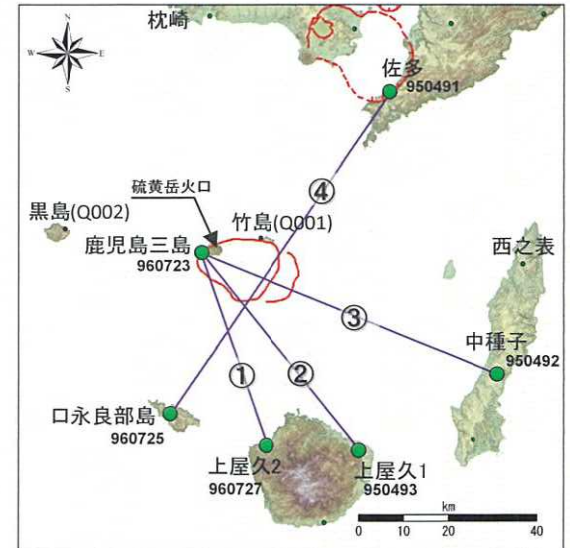 枕崎
N
W
E
S
佐多
950491
④
硫黄岳火口
黒島(Q002)
竹島(Q001)
鹿児島三島
960723
西之表
③
中種子
950492
①
②
口永良部島
960725
上屋久2
960727
上屋久1
950493
km
0 10 20 40